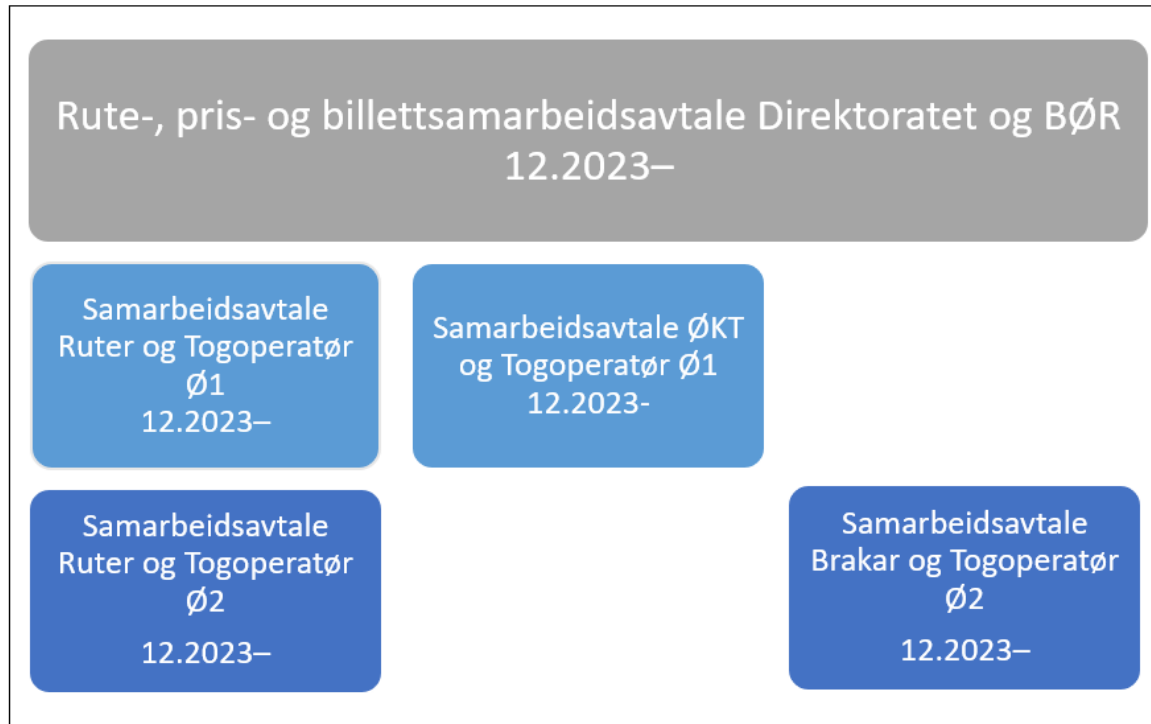 Rute-, pris- og billettsamarbeidsavtale Direktoratet og BØR
12.2023–
Samarbeidsavtale
Ruter og Togoperatør
Ø1
12.2023–
Samarbeidsavtale ØKT
og Togoperatør Ø1
12.2023-
Samarbeidsavtale
Ruter og Togoperatør
Ø2
12.2023–
Samarbeidsavtale
Brakar og Togoperatør
Ø2
12.2023–